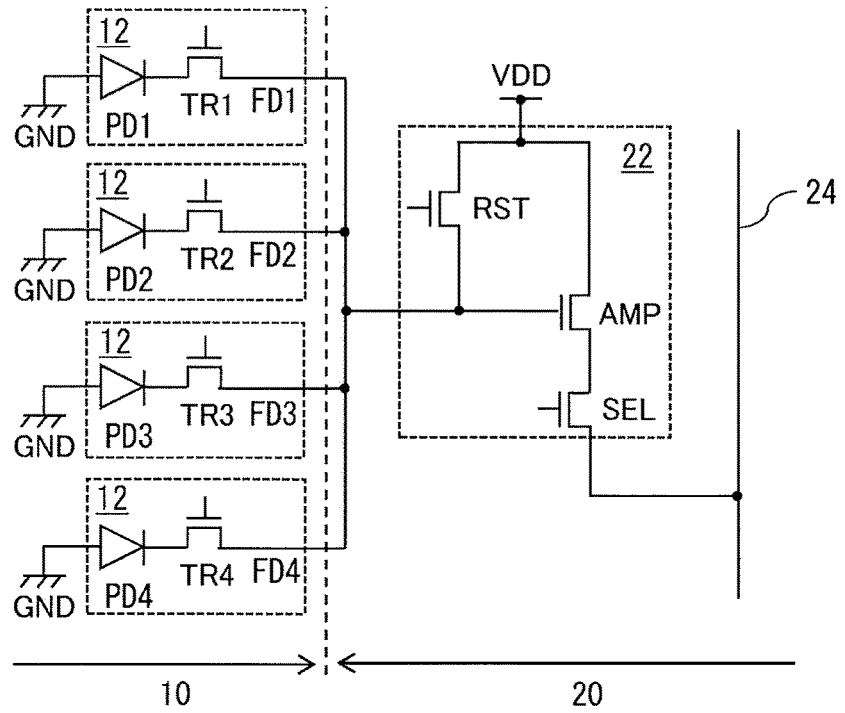 12
TR1
FD1
PD1
GND
12
TR2
FD2
PD2
GND
12
TR3
FD3
PD3
GND
12
TR4
FD4
PD4
GND
VDD
22
RST
24
AMP
SEL
10
20